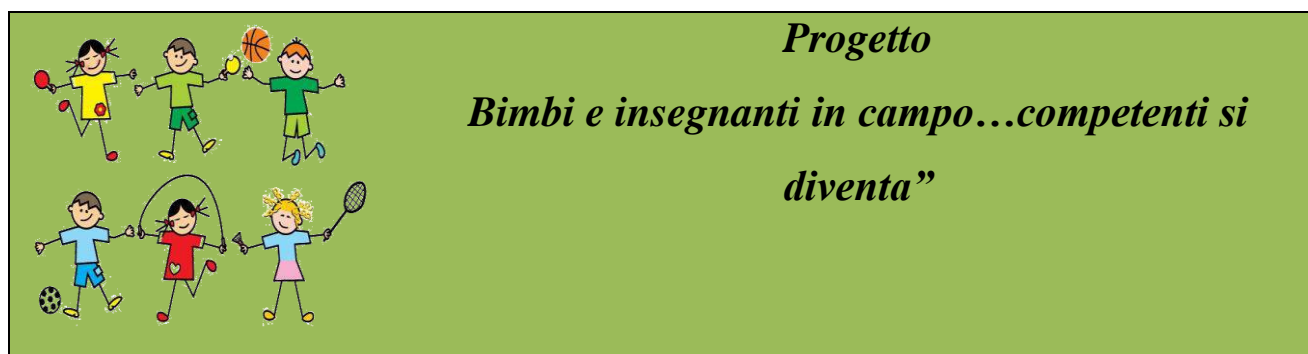 Progetto
Bimbi e insegnanti in campo…competenti si
diventa”